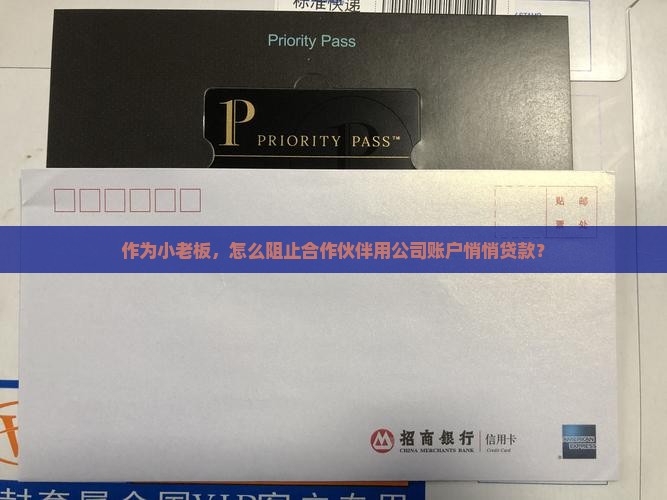 标准快递
Priority Pass
PRIORITY PASS™
贴 邮
票 处
作为小老板，怎么阻止合作伙伴用公司账户悄悄贷款？
招商银行 信用卡
CHINA MERCHANTS BANK Credit Card
AMERICAN
EXPRESS